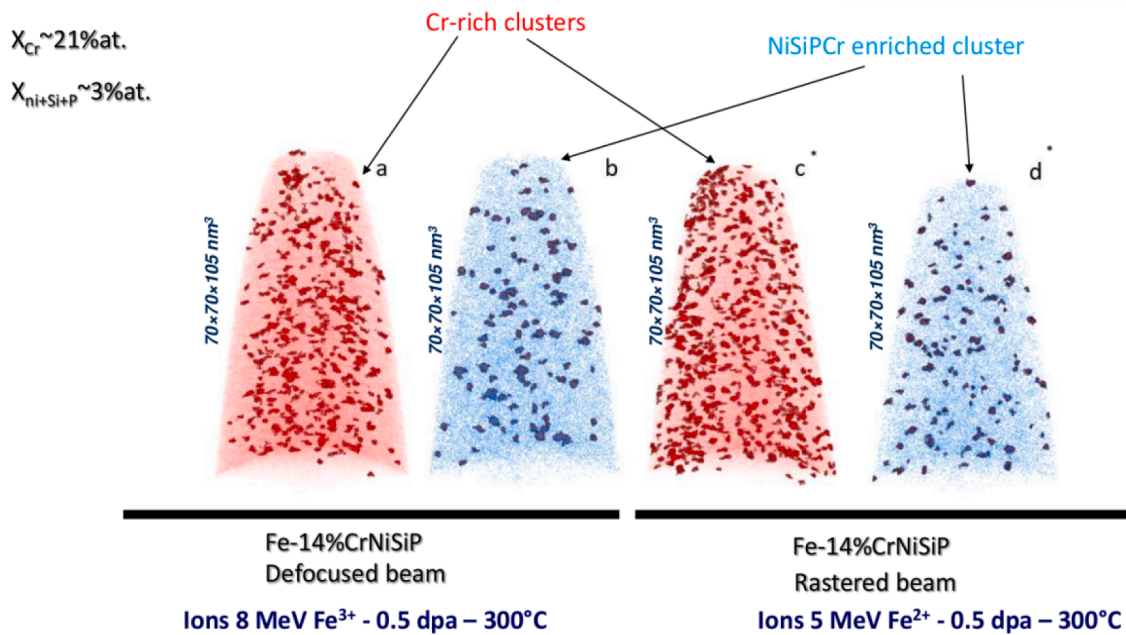 Cr-rich clusters
X_Cr~21%at.
NiSiPCr enriched cluster
X_ni+Si+P~3%at.
a
b
c*
d*
70×70×105 nm³
70×70×105 nm³
70×70×105 nm³
70×70×105 nm³
Fe-14%CrNiSiP
Defocused beam
Ions 8 MeV Fe³⁺ - 0.5 dpa – 300°C
Fe-14%CrNiSiP
Rastered beam
Ions 5 MeV Fe²⁺ - 0.5 dpa – 300°C